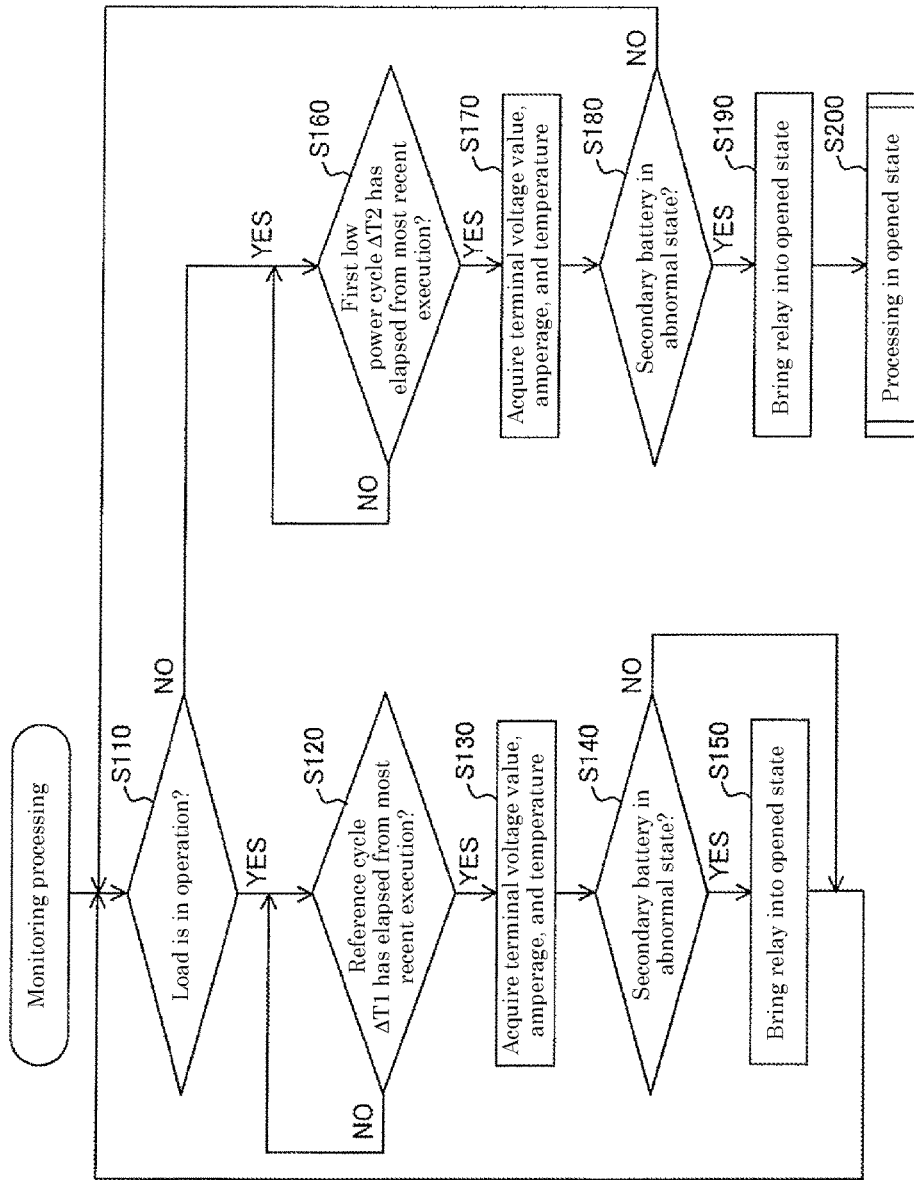 Monitoring processing
S110
Load is in operation?
NO
YES
S120
Reference cycle
ΔT1 has elapsed from most
recent execution?
NO
YES
S130
Acquire terminal voltage value,
amperage, and temperature
S140
Secondary battery in
abnormal state?
NO
YES
S150
Bring relay into opened state
YES
S160
First low
power cycle ΔT2 has
elapsed from most recent
execution?
NO
YES
S170
Acquire terminal voltage value,
amperage, and temperature
S180
Secondary battery in
abnormal state?
NO
YES
S190
Bring relay into opened state
S200
Processing in opened state